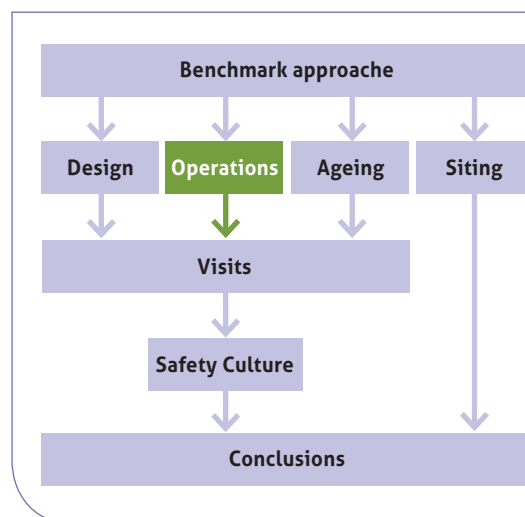 Benchmark approache
Design
Operations
Ageing
Siting
Visits
Safety Culture
Conclusions